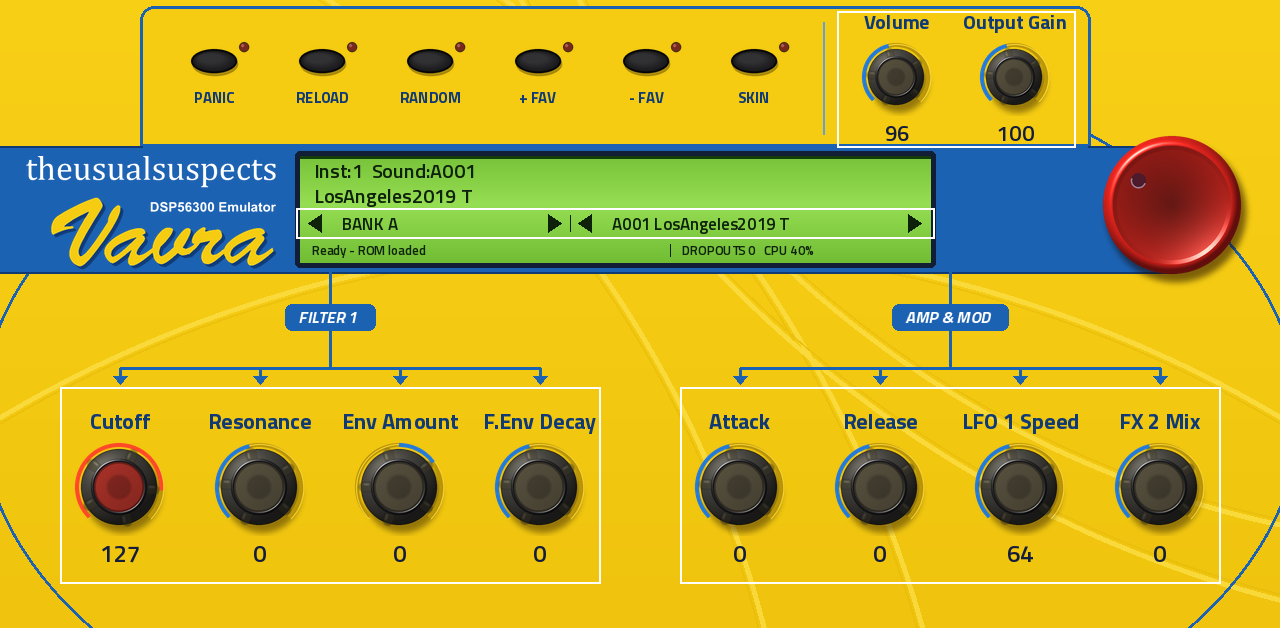 Volume Output Gain
PANIC RELOAD RANDOM + FAV - FAV SKIN
96 100
theusualsuspects
DSP56300 Emulator
Vavra
Inst:1 Sound:A001
LosAngeles2019 T
BANK A A001 LosAngeles2019 T
Ready - ROM loaded DROPOUTS 0 CPU 40%
FILTER 1 AMP & MOD
Cutoff Resonance Env Amount F.Env Decay Attack Release LFO 1 Speed FX 2 Mix
127 0 0 0 0 0 64 0